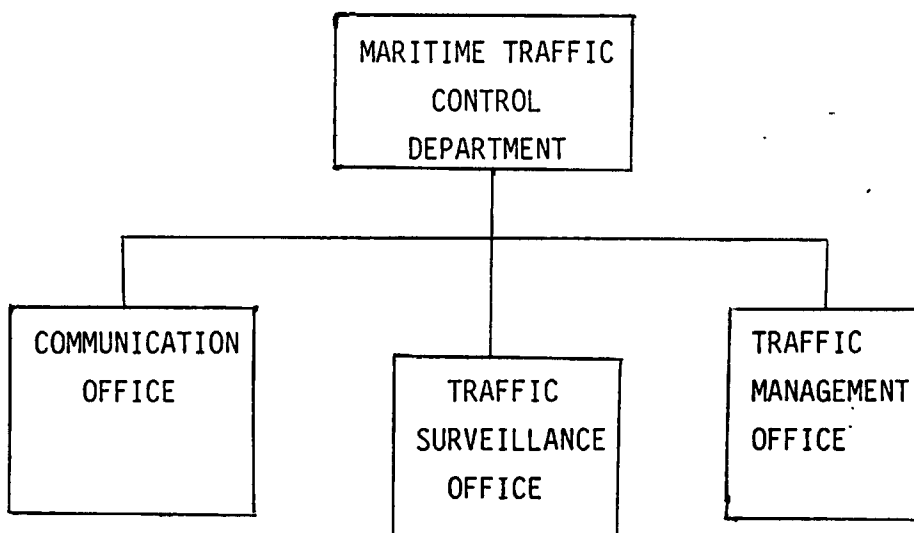 MARITIME TRAFFIC
CONTROL
DEPARTMENT
COMMUNICATION
OFFICE
TRAFFIC
SURVEILLANCE
OFFICE
TRAFFIC
MANAGEMENT
OFFICE